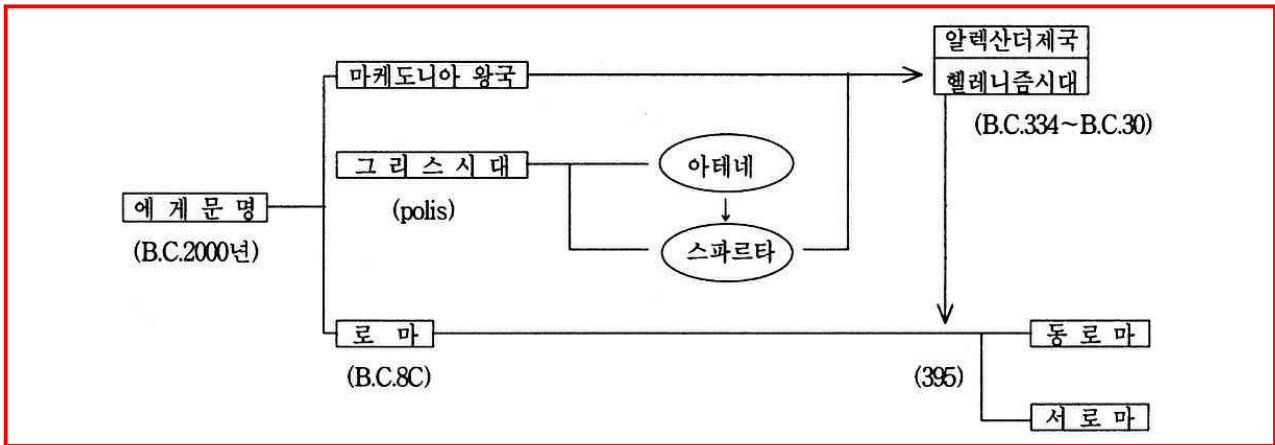 알렉산더제국
마케도니아 왕국
헬레니즘시대
(B.C.334~B.C.30)
그 리 스 시 대
아테네
에 게 문 명
(polis)
(B.C.2000년)
스파르타
로 마
동 로 마
(B.C.8C)
(395)
서 로 마